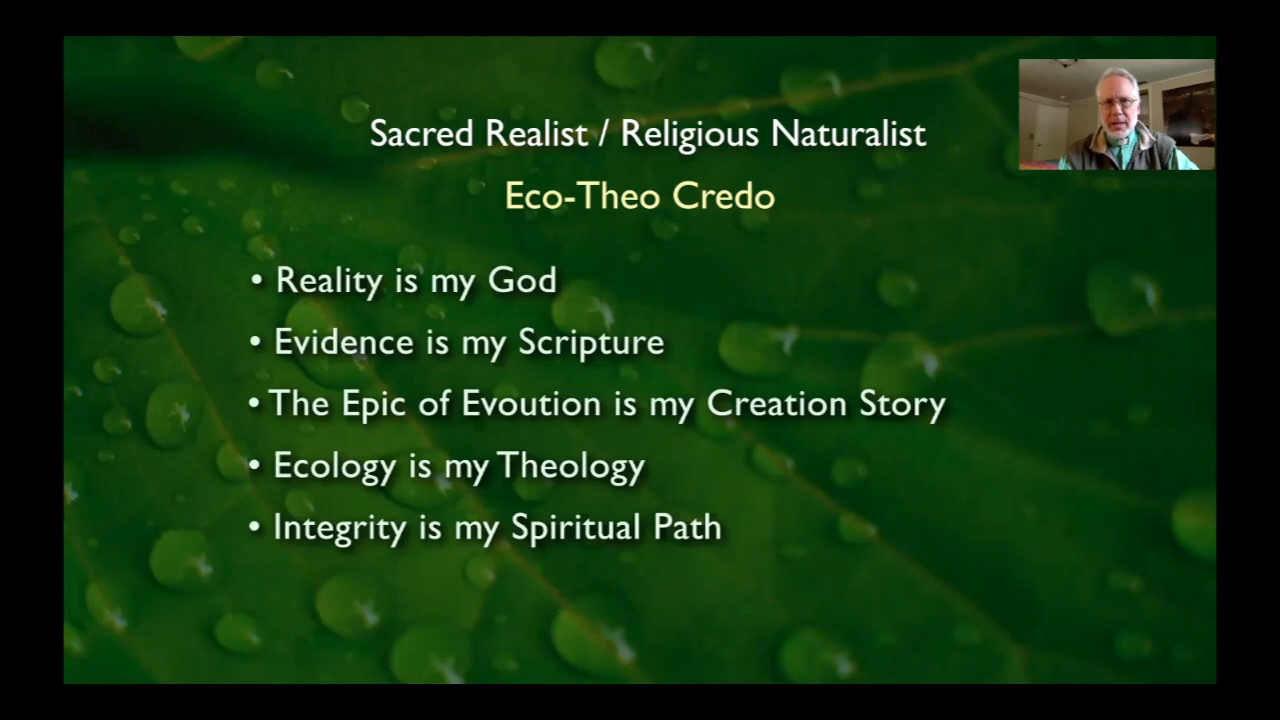 Sacred Realist / Religious Naturalist
Eco-Theo Credo
• Reality is my God
• Evidence is my Scripture
• The Epic of Evoution is my Creation Story
• Ecology is my Theology
• Integrity is my Spiritual Path